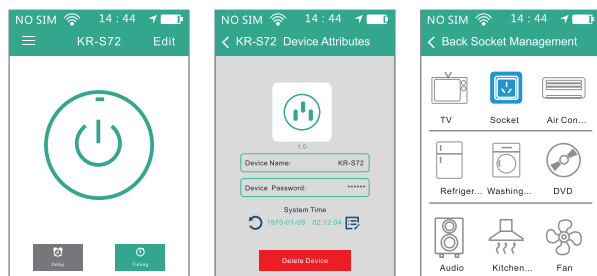 NO SIM 14 : 44
KR-S72 Edit
Delay Timing
NO SIM 14 : 44
KR-S72 Device Attributes
1.0
Device Name: KR-S72
Device Password: ******
System Time
1970-01-09 02:12:04
Delete Device
NO SIM 14 : 44
Back Socket Management
TV Socket Air Con...
Refriger... Washing... DVD
Audio Kitchen... Fan